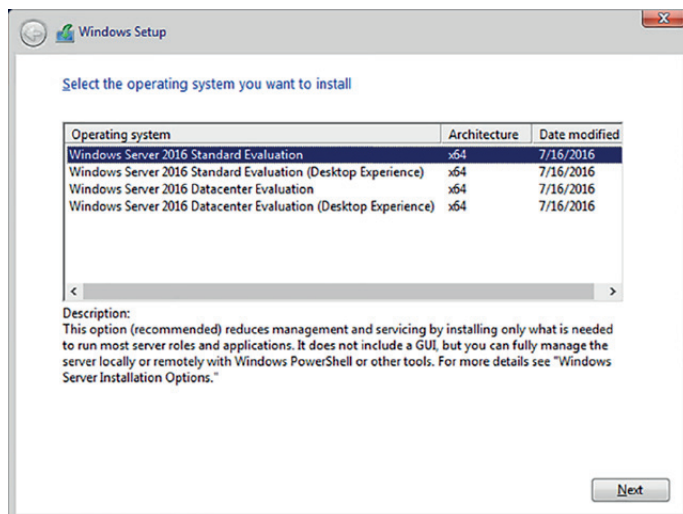 Windows Setup
Select the operating system you want to install
Operating system Architecture Date modified
Windows Server 2016 Standard Evaluation x64 7/16/2016
Windows Server 2016 Standard Evaluation (Desktop Experience) x64 7/16/2016
Windows Server 2016 Datacenter Evaluation x64 7/16/2016
Windows Server 2016 Datacenter Evaluation (Desktop Experience) x64 7/16/2016
Description:
This option (recommended) reduces management and servicing by installing only what is needed
to run most server roles and applications. It does not include a GUI, but you can fully manage the
server locally or remotely with Windows PowerShell or other tools. For more details see "Windows
Server Installation Options."
Next